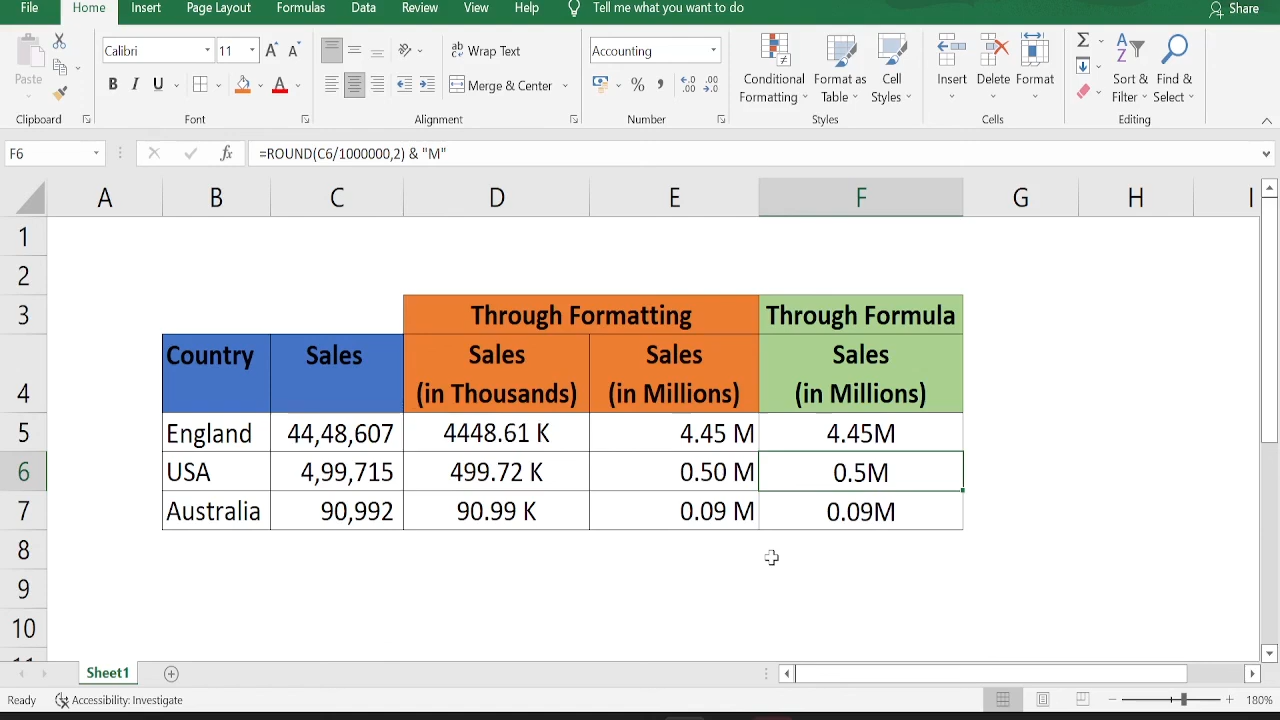 File Home Insert Page Layout Formulas Data Review View Help Tell me what you want to do Share
Calibri 11 Wrap Text Accounting
Paste B I U Merge & Center % Conditional Formatting Format as Table Cell Styles Insert Delete Format Sort & Filter Find & Select
Clipboard Font Alignment Number Styles Cells Editing
F6 fx =ROUND(C6/1000000,2) & "M"
A B C D E F G H I
1
2
3 Through Formatting Through Formula
4 Country Sales Sales (in Thousands) Sales (in Millions) Sales (in Millions)
5 England 44,48,607 4448.61 K 4.45 M 4.45M
6 USA 4,99,715 499.72 K 0.50 M 0.5M
7 Australia 90,992 90.99 K 0.09 M 0.09M
8
9
10
Sheet1
Ready Accessibility: Investigate 180%